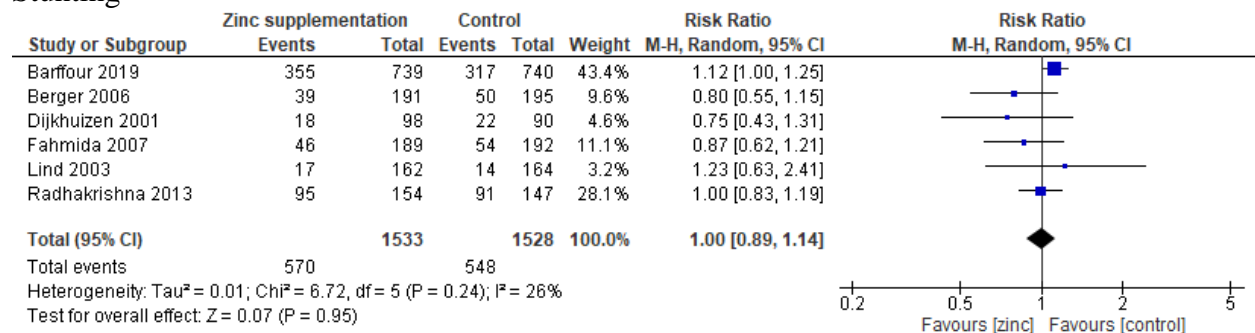 Stunting
Zinc supplementation Control Risk Ratio Risk Ratio
Study or Subgroup Events Total Events Total Weight M-H, Random, 95% CI M-H, Random, 95% CI
Barffour 2019 355 739 317 740 43.4% 1.12 [1.00, 1.25]
Berger 2006 39 191 50 195 9.6% 0.80 [0.55, 1.15]
Dijkhuizen 2001 18 98 22 90 4.6% 0.75 [0.43, 1.31]
Fahmida 2007 46 189 54 192 11.1% 0.87 [0.62, 1.21]
Lind 2003 17 162 14 164 3.2% 1.23 [0.63, 2.41]
Radhakrishna 2013 95 154 91 147 28.1% 1.00 [0.83, 1.19]
Total (95% CI) 1533 1528 100.0% 1.00 [0.89, 1.14]
Total events 570 548
Heterogeneity: Tau² = 0.01; Chi² = 6.72, df = 5 (P = 0.24); I² = 26%
Test for overall effect: Z = 0.07 (P = 0.95)
0.2 0.5 1 2 5
Favours [zinc] Favours [control]